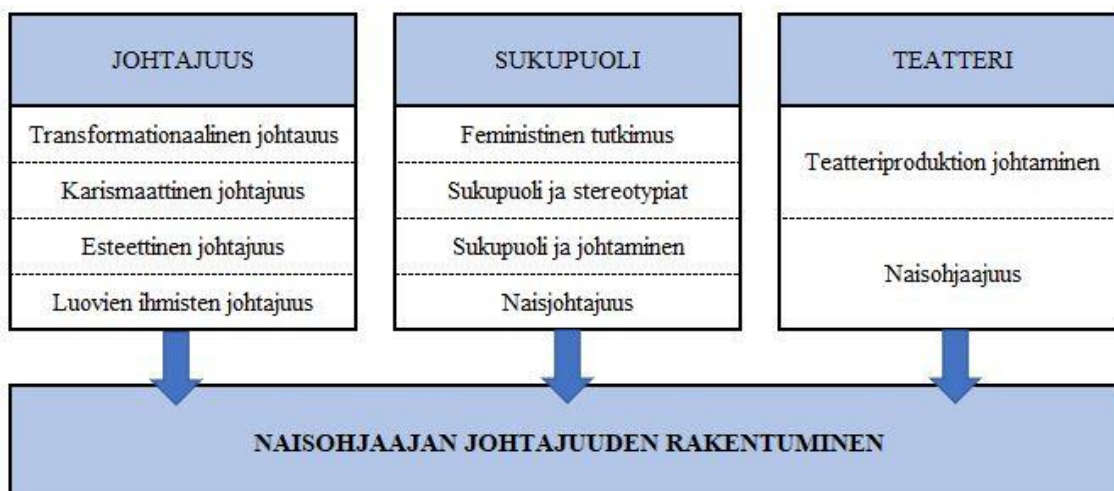 JOHTAJUUS
Transformationaalinen johtauus
Karismaattinen johtajuus
Esteettinen johtajuus
Luovien ihmisten johtajuus
SUKUPUOLI
Feministinen tutkimus
Sukupuoli ja stereotypiat
Sukupuoli ja johtaminen
Naisjohtajuus
TEATTERI
Teatteriproduktion johtaminen
Naisohjaajuus
NAISOHJAAJAN JOHTAJUUDEN RAKENTUMINEN